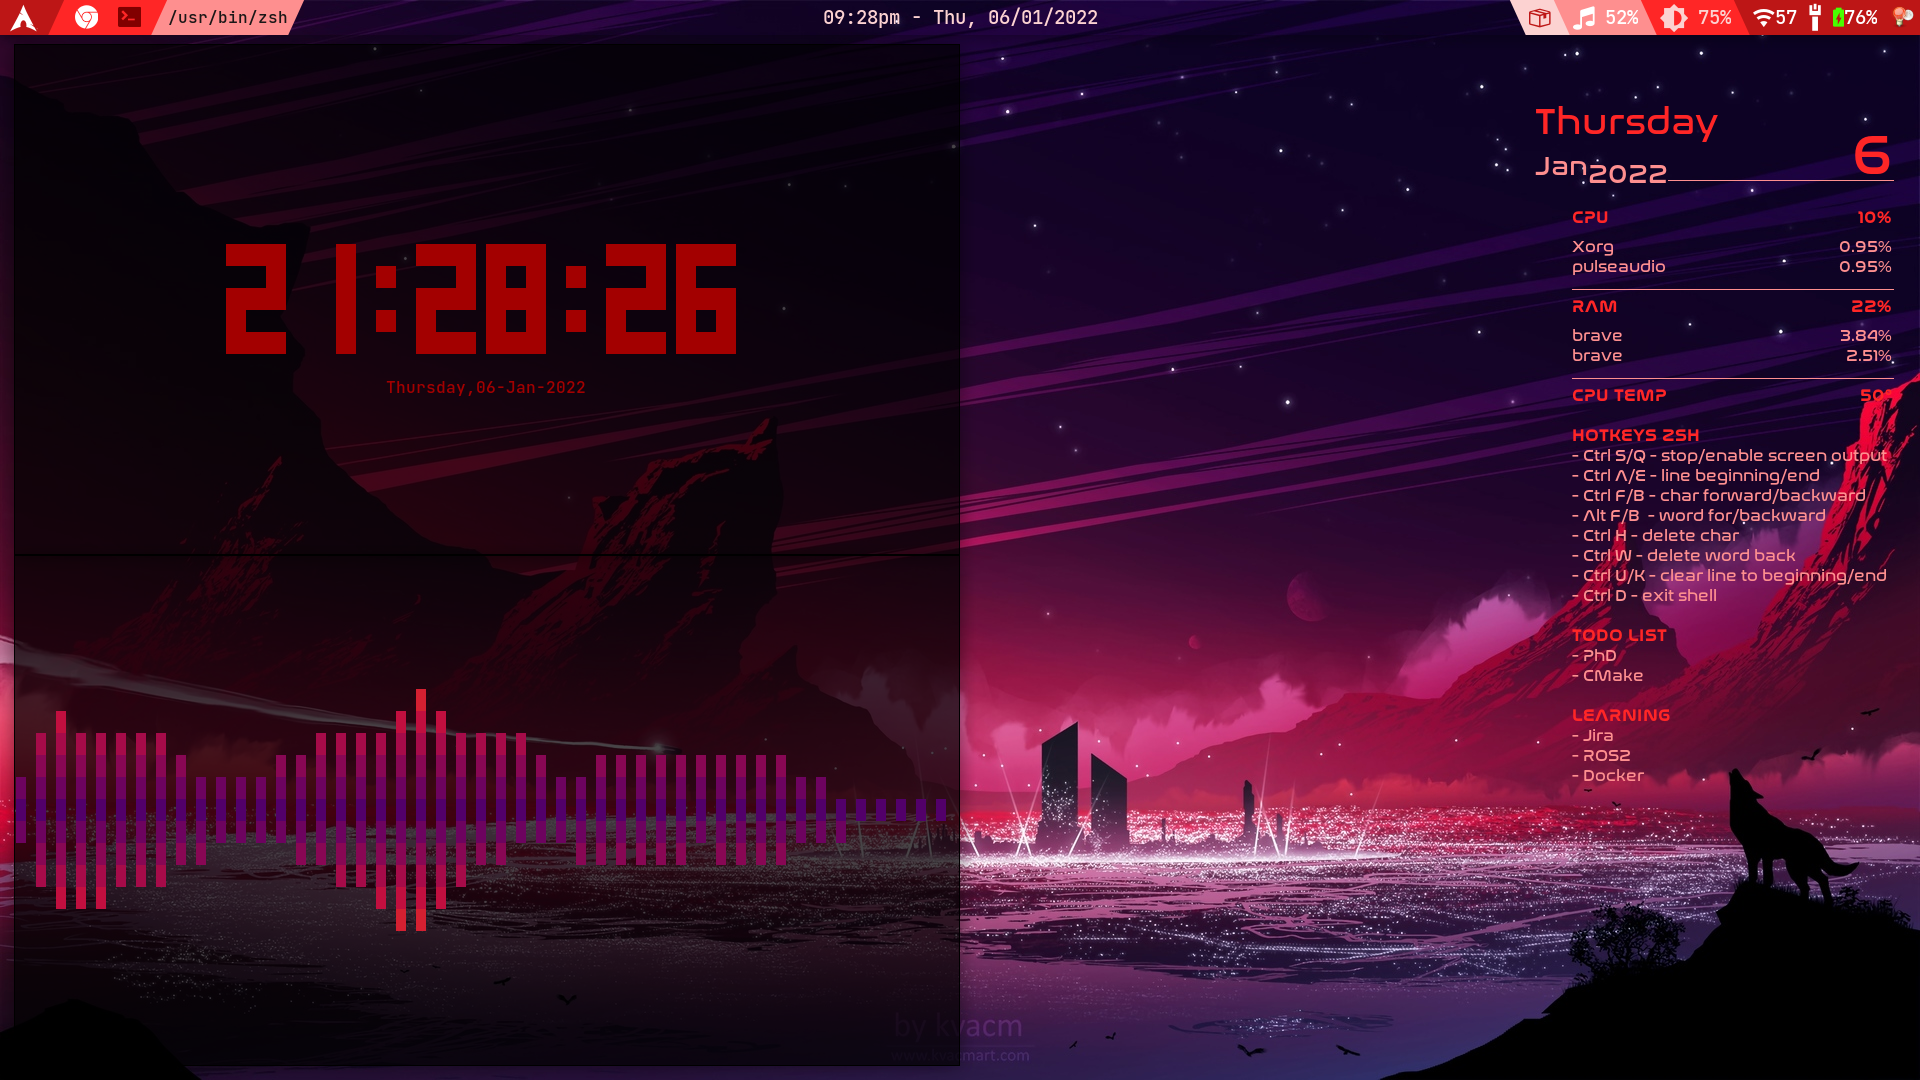 /usr/bin/zsh
09:28pm - Thu, 06/01/2022
52%
75%
57
76%
21:28:26
Thursday,06-Jan-2022
Thursday
6
Jan2022
CPU 10%
Xorg 0.95%
pulseaudio 0.95%
RAM 22%
brave 3.84%
brave 2.51%
CPU TEMP 50°
HOTKEYS ZSH
- Ctrl S/Q - stop/enable screen output
- Ctrl A/E - line beginning/end
- Ctrl F/B - char forward/backward
- Alt F/B - word for/backward
- Ctrl H - delete char
- Ctrl W - delete word back
- Ctrl U/K - clear line to beginning/end
- Ctrl D - exit shell
TODO LIST
- PhD
- CMake
LEARNING
- Jira
- ROS2
- Docker
by kvacm
www.kvacmart.com